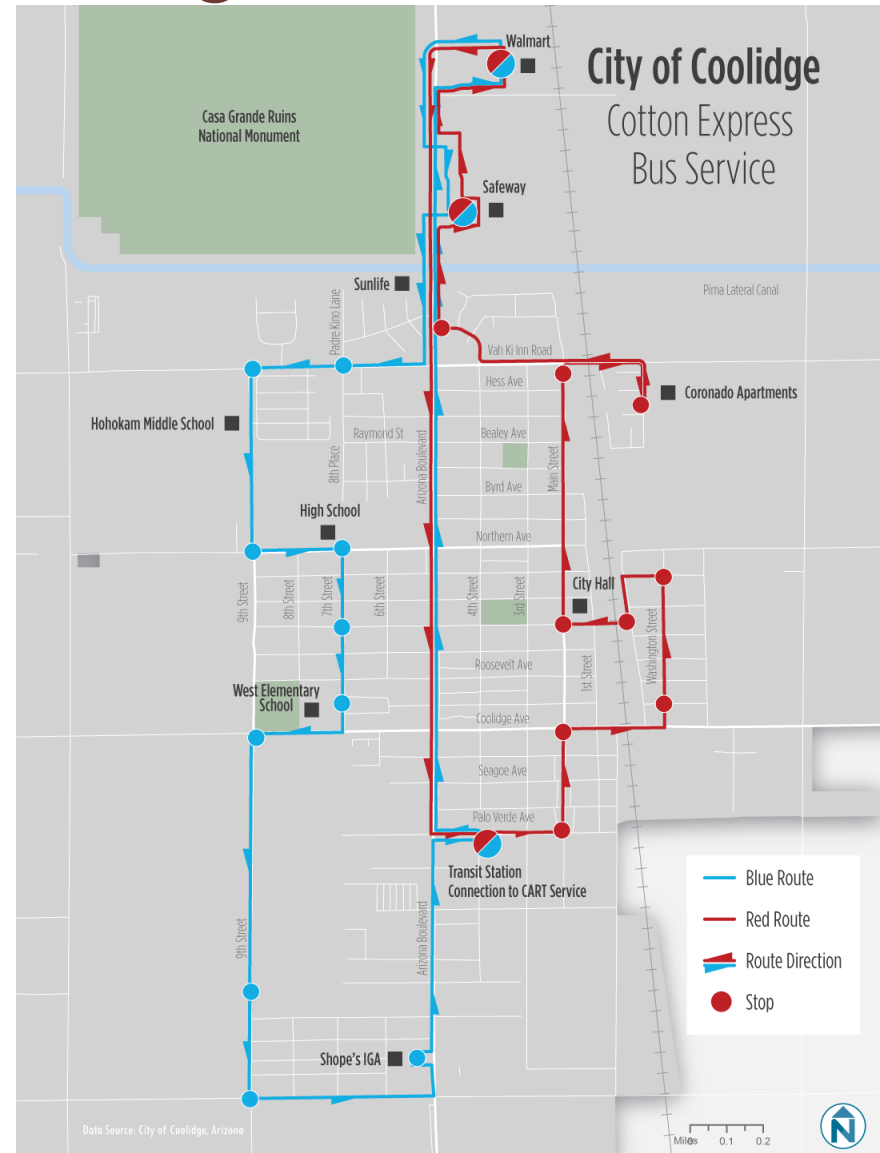 City of Coolidge
Cotton Express
Bus Service
Walmart
Casa Grande Ruins
National Monument
Safeway
Sunlife
Pima Lateral Canal
Padre Kino Lane
Vah Ki Inn Road
Hess Ave
Coronado Apartments
Hohokam Middle School
Raymond St
Bealey Ave
8th Place
Arizona Boulevard
Main Street
Byrd Ave
High School
Northern Ave
City Hall
9th Street
8th Street
7th Street
6th Street
4th Street
3rd Street
Washington Street
Roosevelt Ave
1st Street
West Elementary
School
Coolidge Ave
Seagoe Ave
Palo Verde Ave
Transit Station
Connection to CART Service
Blue Route
Red Route
Route Direction
Stop
9th Street
Arizona Boulevard
Shope's IGA
Data Source: City of Coolidge, Arizona
Miles
0.1
0.2
N